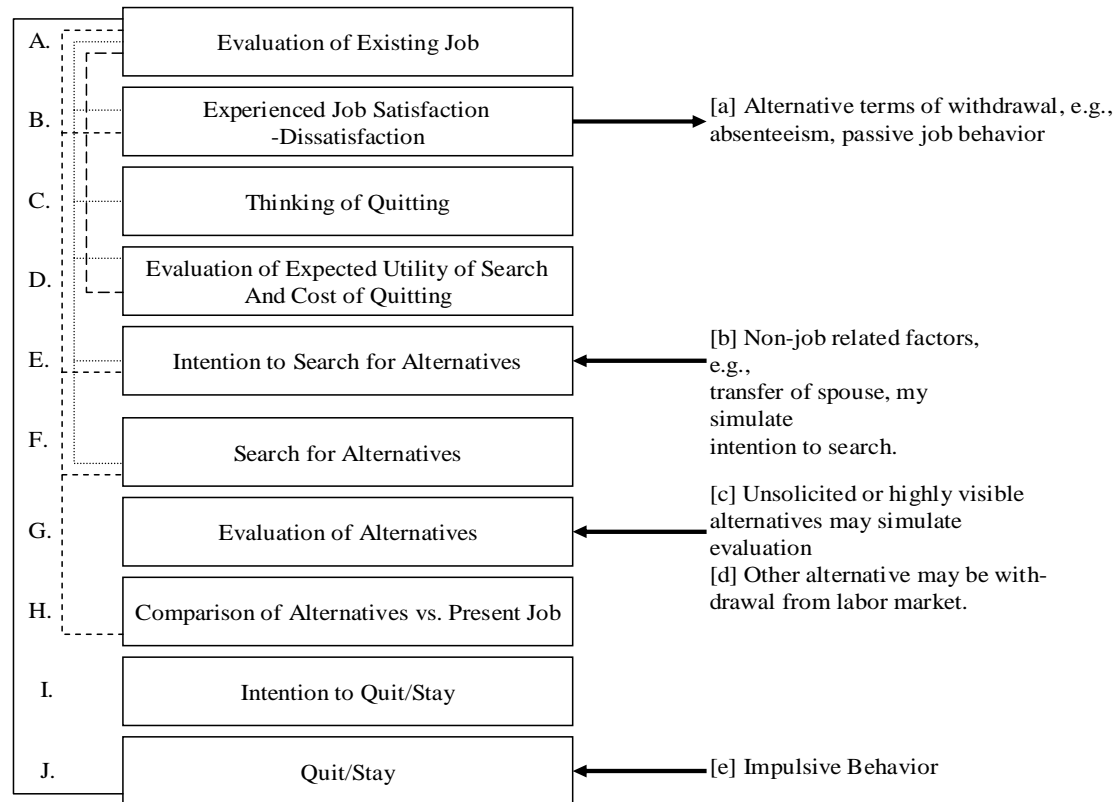 A.
Evaluation of Existing Job
B.
Experienced Job Satisfaction
-Dissatisfaction
[a] Alternative terms of withdrawal, e.g.,
absenteeism, passive job behavior
C.
Thinking of Quitting
D.
Evaluation of Expected Utility of Search
And Cost of Quitting
E.
Intention to Search for Alternatives
[b] Non-job related factors,
e.g.,
transfer of spouse, my
simulate
intention to search.
F.
Search for Alternatives
G.
Evaluation of Alternatives
[c] Unsolicited or highly visible
alternatives may simulate
evaluation
[d] Other alternative may be with-
drawal from labor market.
H.
Comparison of Alternatives vs. Present Job
I.
Intention to Quit/Stay
J.
Quit/Stay
[e] Impulsive Behavior